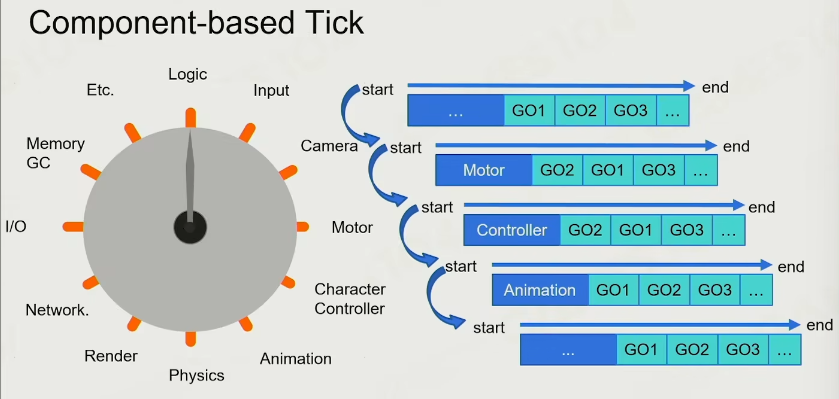 Component-based Tick
Logic
Etc.
Input
Memory
GC
Camera
I/O
Motor
Network.
Character
Controller
Render
Animation
Physics
start
end
... GO1 GO2 GO3 ...
start
end
Motor GO2 GO1 GO3 ...
start
end
Controller GO2 GO1 GO3 ...
start
end
Animation GO1 GO2 GO3 ...
start
end
... GO1 GO2 GO3 ...